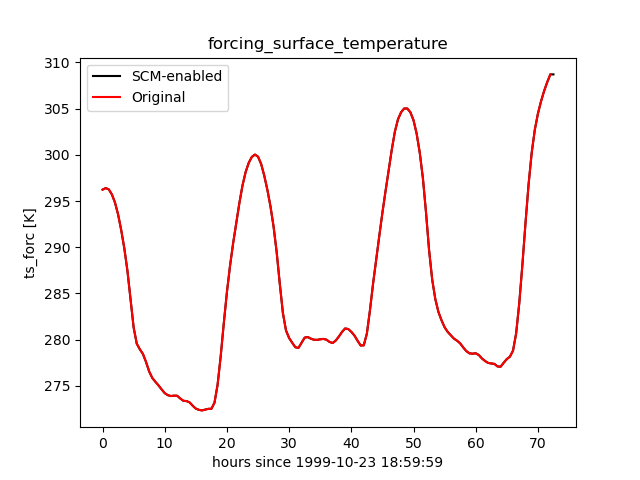 forcing_surface_temperature
SCM-enabled
Original
ts_forc [K]
310
305
300
295
290
285
280
275
0 10 20 30 40 50 60 70
hours since 1999-10-23 18:59:59